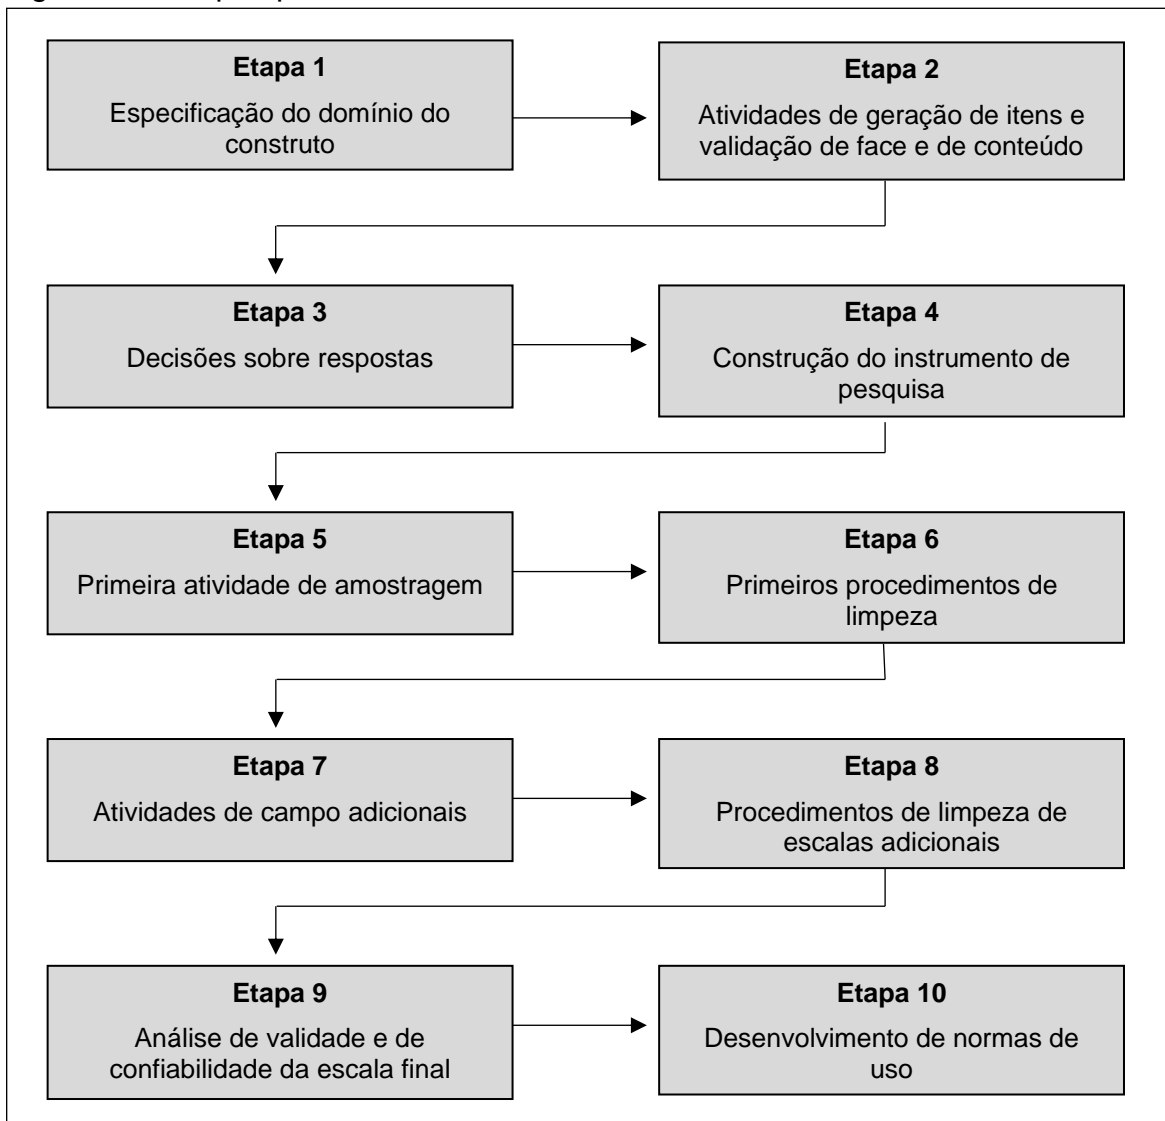 Etapa 1
Especificação do domínio do
construto
Etapa 2
Atividades de geração de itens e
validação de face e de conteúdo
Etapa 3
Decisões sobre respostas
Etapa 4
Construção do instrumento de
pesquisa
Etapa 5
Primeira atividade de amostragem
Etapa 6
Primeiros procedimentos de
limpeza
Etapa 7
Atividades de campo adicionais
Etapa 8
Procedimentos de limpeza de
escalas adicionais
Etapa 9
Análise de validade e de
confiabilidade da escala final
Etapa 10
Desenvolvimento de normas de
uso